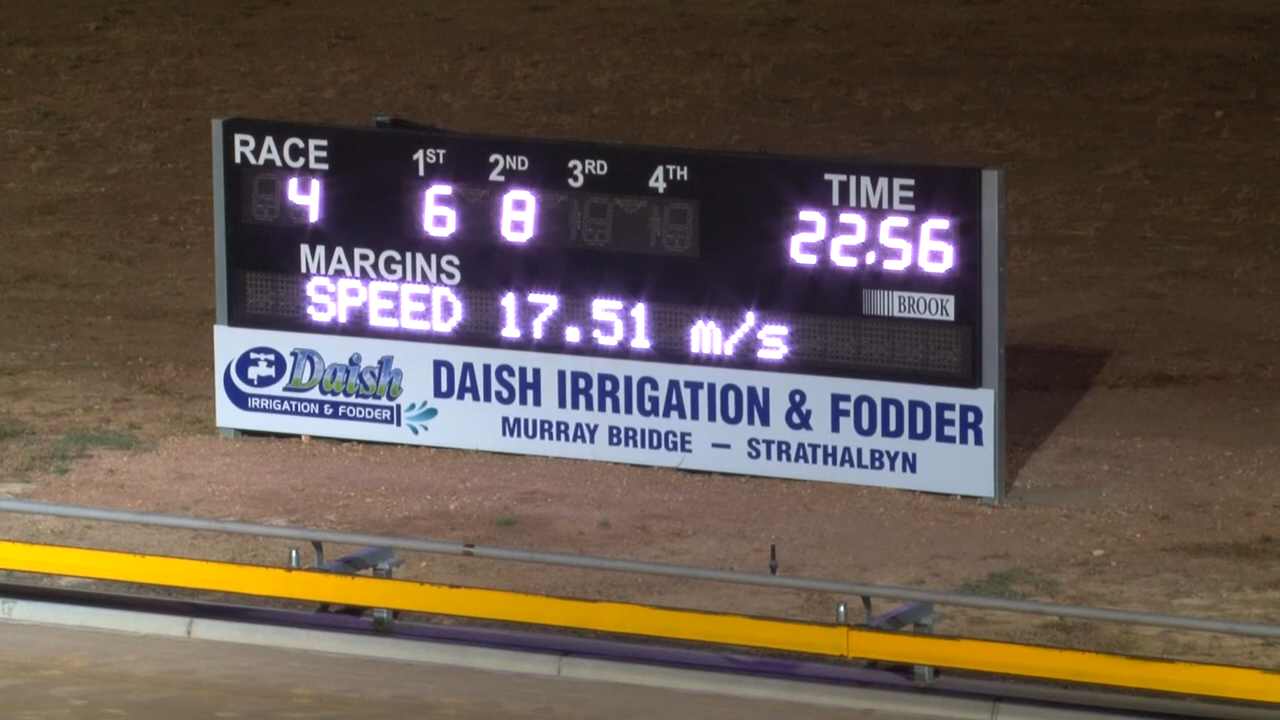 RACE 1ST 2ND 3RD 4TH TIME
4 6 8 22.56
MARGINS
BROOK
SPEED 17.51 m/s
Daish
IRRIGATION & FODDER
DAISH IRRIGATION & FODDER
MURRAY BRIDGE – STRATHALBYN